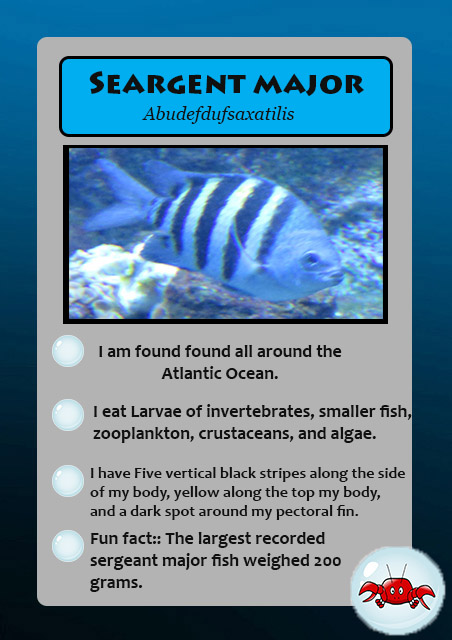 Seargent major
Abudefdufsaxatilis
I am found found all around the
Atlantic Ocean.
I eat Larvae of invertebrates, smaller fish,
zooplankton, crustaceans, and algae.
I have Five vertical black stripes along the side
of my body, yellow along the top my body,
and a dark spot around my pectoral fin.
Fun fact:: The largest recorded
sergeant major fish weighed 200
grams.